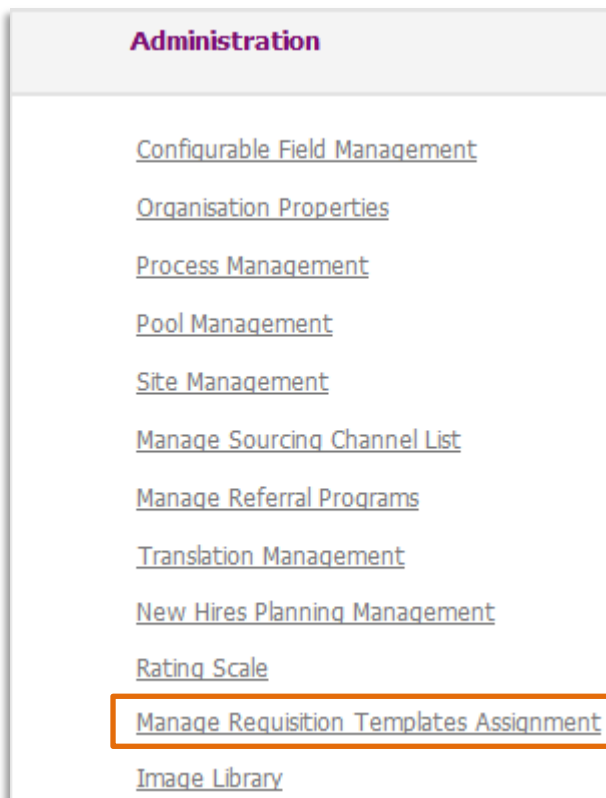 Administration
Configurable Field Management
Organisation Properties
Process Management
Pool Management
Site Management
Manage Sourcing Channel List
Manage Referral Programs
Translation Management
New Hires Planning Management
Rating Scale
Manage Requisition Templates Assignment
Image Library